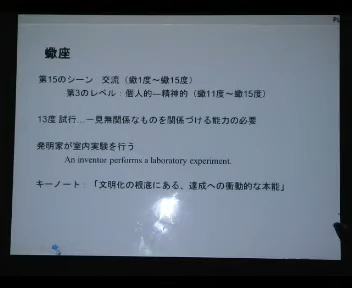 蠍座
第15のシーン 交流（蠍1度～蠍15度）
第3のレベル：個人的―精神的（蠍11度～蠍15度）
13度 試行…一見無関係なものを関係づける能力の必要
発明家が室内実験を行う
An inventor performs a laboratory experiment.
キーノート：「文明化の根底にある、達成への衝動的な本能」